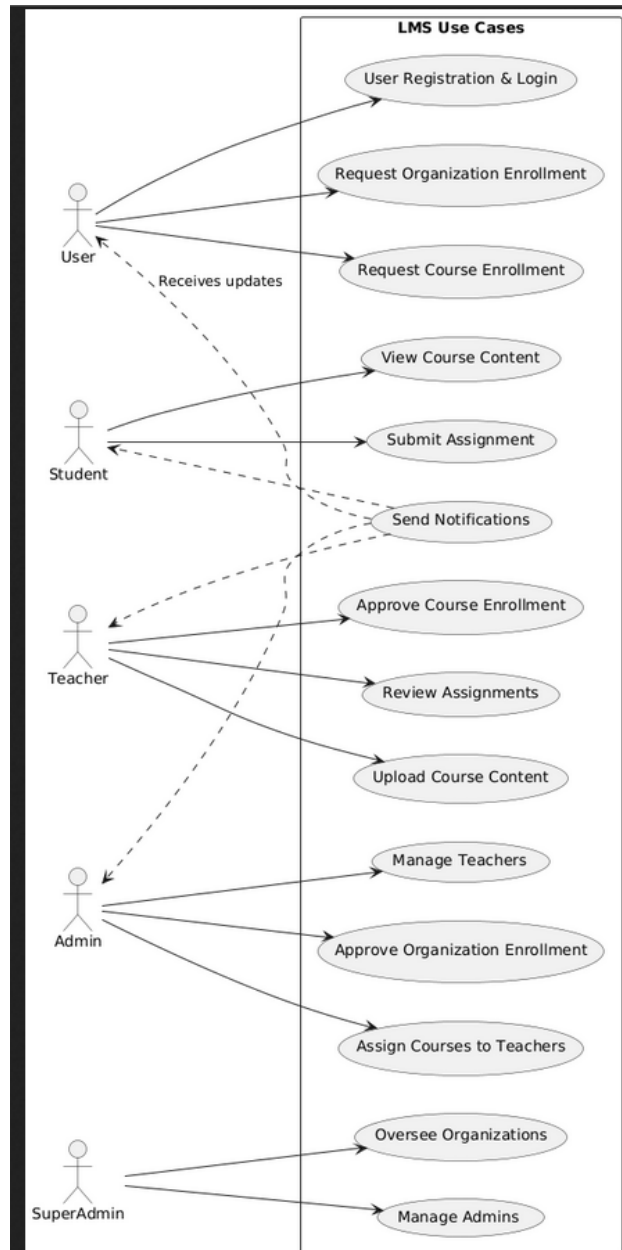 LMS Use Cases
User Registration & Login
Request Organization Enrollment
User
Request Course Enrollment
Receives updates
View Course Content
Student
Submit Assignment
Send Notifications
Approve Course Enrollment
Teacher
Review Assignments
Upload Course Content
Manage Teachers
Admin
Approve Organization Enrollment
Assign Courses to Teachers
Oversee Organizations
SuperAdmin
Manage Admins